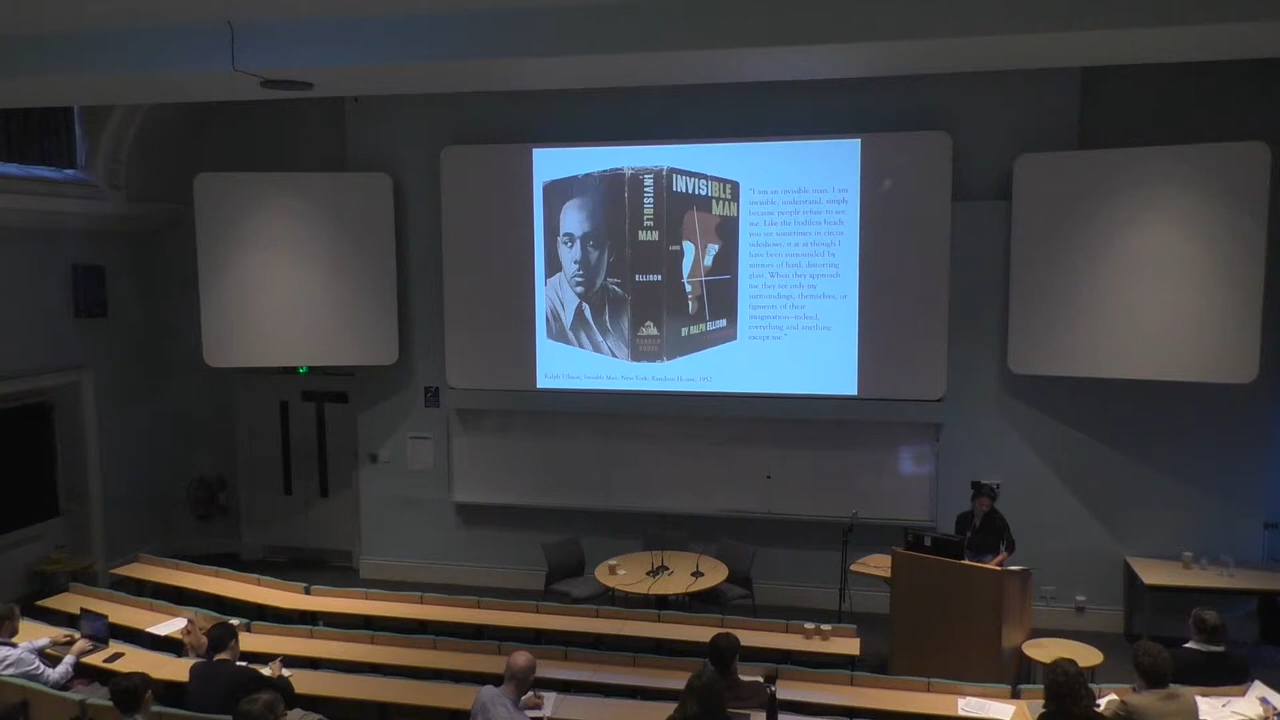 INVISIBLE
MAN
ELLISON
RANDOM
HOUSE
INVISIBLE
MAN
A NOVEL
BY RALPH ELLISON
"I am an invisible man. I am
invisible, understand, simply
because people refuse to see
me. Like the bodiless heads
you see sometimes in circus
sideshows, it is as though I
have been surrounded by
mirrors of hard, distorting
glass. When they approach
me they see only my
surroundings, themselves, or
figments of their
imagination—indeed,
everything and anything
except me."
Ralph Ellison, Invisible Man, New York: Random House, 1952